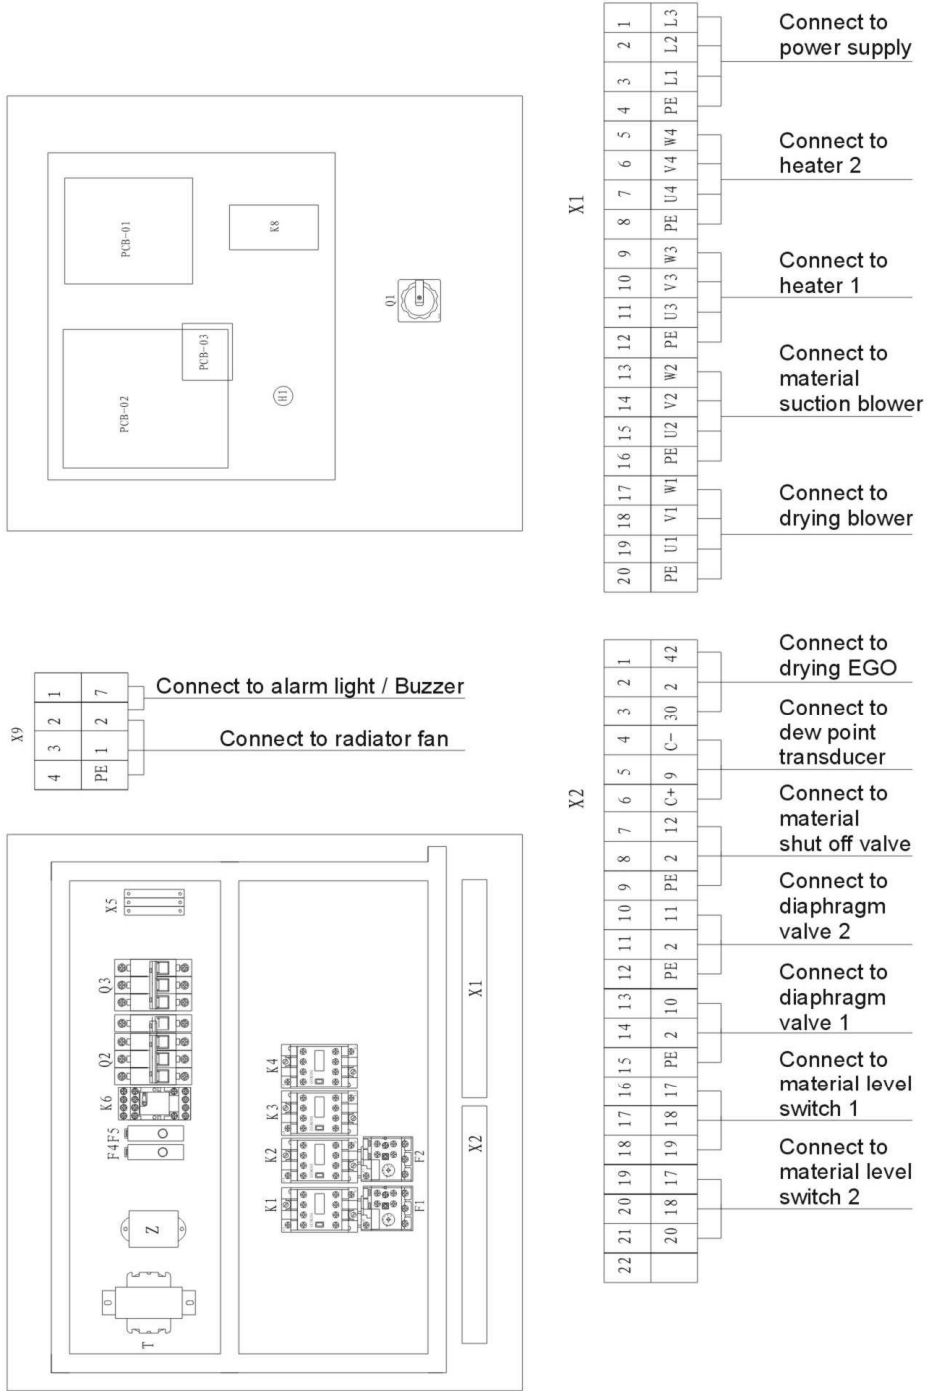 PCB-01
K8
Q1
PCB-03
PCB-02
H1
X1
1 L3
2 L2
3 L1
4 PE
5 W4
6 V4
7 U4
8 PE
9 W3
10 V3
11 U3
12 PE
13 W2
14 V2
15 U2
16 PE
17 W1
18 V1
19 U1
20 PE
Connect to
power supply
Connect to
heater 2
Connect to
heater 1
Connect to
material
suction blower
Connect to
drying blower
X9
1 7
2 2
3 1
4 PE
Connect to alarm light / Buzzer
Connect to radiator fan
X2
1 42
2 2
3 30
4 C-
5 9
6 C+
7 12
8 2
9 PE
10 11
11 2
12 PE
13 10
14 2
15 PE
16 17
17 18
18 19
19 17
20 18
21 20
22
Connect to
drying EGO
Connect to
dew point
transducer
Connect to
material
shut off valve
Connect to
diaphragm
valve 2
Connect to
diaphragm
valve 1
Connect to
material level
switch 1
Connect to
material level
switch 2
X5
Q3
Q2
K6
F4F5
Z
T
K4
K3
K2
K1
F2
F1
X1
X2